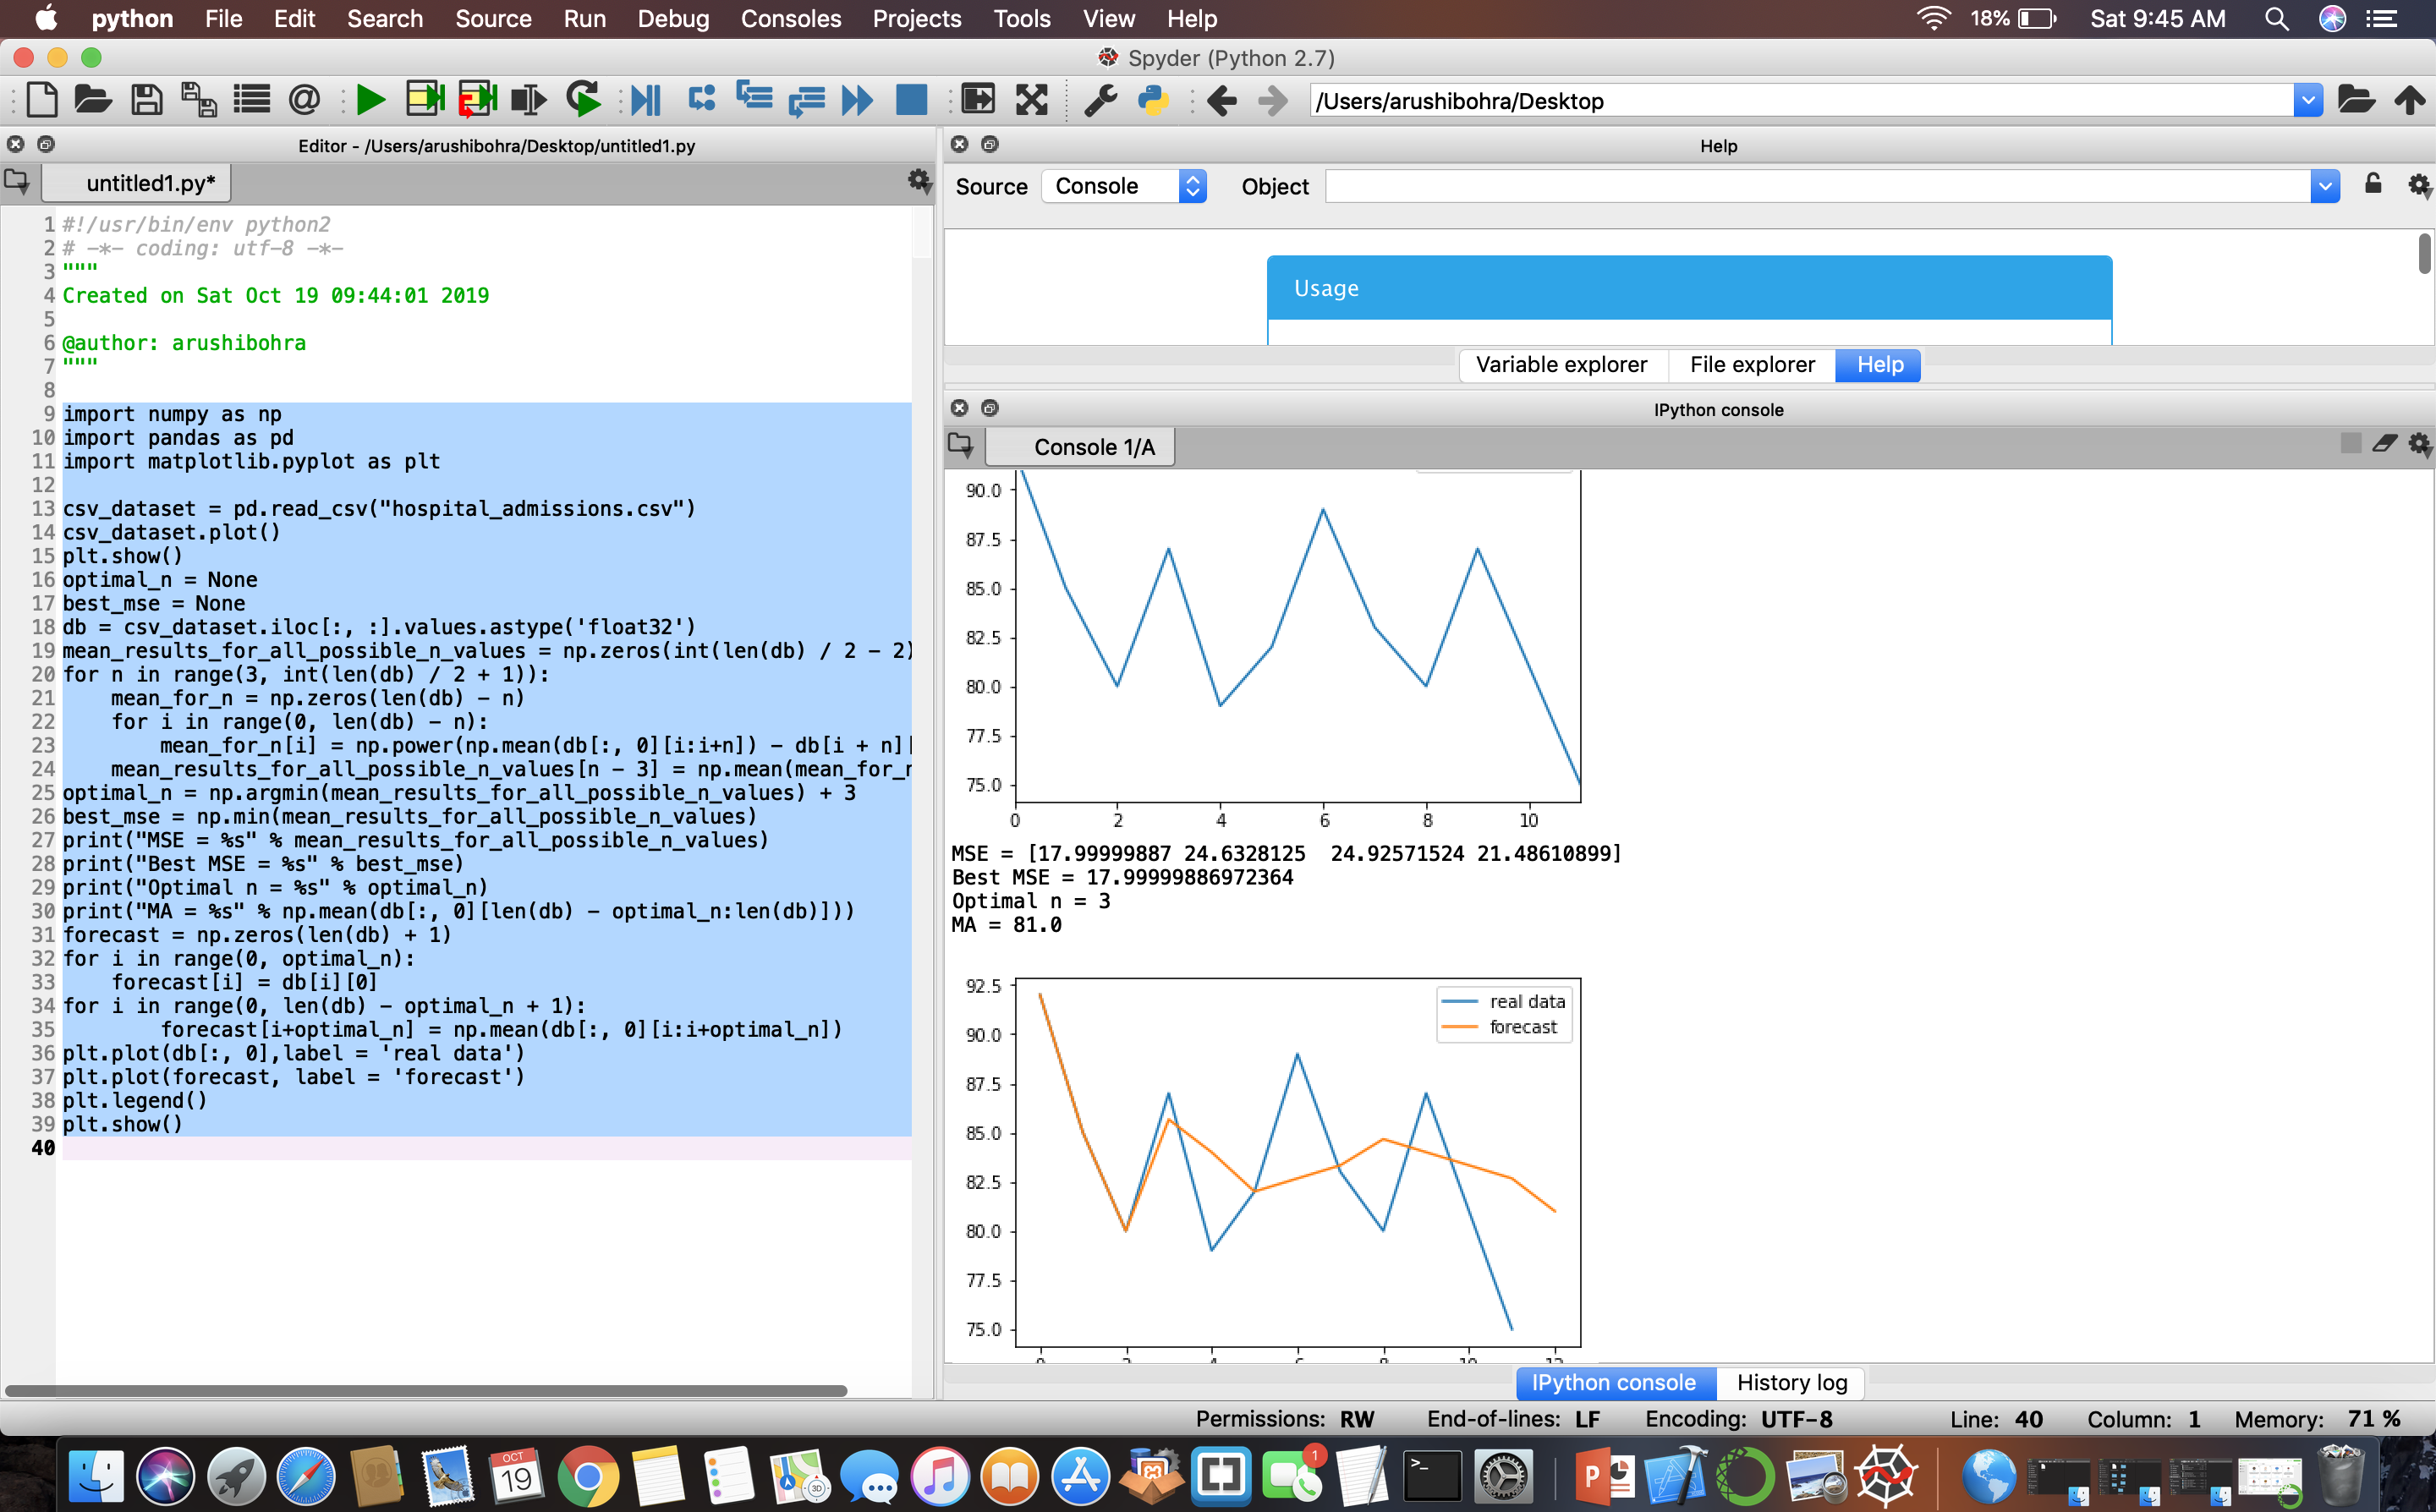 python File Edit Search Source Run Debug Consoles Projects Tools View Help 18% Sat 9:45 AM
Spyder (Python 2.7)
/Users/arushibohra/Desktop
Editor - /Users/arushibohra/Desktop/untitled1.py
untitled1.py*
1 #!/usr/bin/env python2
2 # -*- coding: utf-8 -*-
3 """
4 Created on Sat Oct 19 09:44:01 2019
5
6 @author: arushibohra
7 """
8
9 import numpy as np
10 import pandas as pd
11 import matplotlib.pyplot as plt
12
13 csv_dataset = pd.read_csv("hospital_admissions.csv")
14 csv_dataset.plot()
15 plt.show()
16 optimal_n = None
17 best_mse = None
18 db = csv_dataset.iloc[:, :].values.astype('float32')
19 mean_results_for_all_possible_n_values = np.zeros(int(len(db) / 2 - 2)
20 for n in range(3, int(len(db) / 2 + 1)):
21     mean_for_n = np.zeros(len(db) - n)
22     for i in range(0, len(db) - n):
23         mean_for_n[i] = np.power(np.mean(db[:, 0][i:i+n]) - db[i + n][
24     mean_results_for_all_possible_n_values[n - 3] = np.mean(mean_for_n
25 optimal_n = np.argmin(mean_results_for_all_possible_n_values) + 3
26 best_mse = np.min(mean_results_for_all_possible_n_values)
27 print("MSE = %s" % mean_results_for_all_possible_n_values)
28 print("Best MSE = %s" % best_mse)
29 print("Optimal n = %s" % optimal_n)
30 print("MA = %s" % np.mean(db[:, 0][len(db) - optimal_n:len(db)]))
31 forecast = np.zeros(len(db) + 1)
32 for i in range(0, optimal_n):
33     forecast[i] = db[i][0]
34 for i in range(0, len(db) - optimal_n + 1):
35         forecast[i+optimal_n] = np.mean(db[:, 0][i:i+optimal_n])
36 plt.plot(db[:, 0],label = 'real data')
37 plt.plot(forecast, label = 'forecast')
38 plt.legend()
39 plt.show()
40
Help
Source Console Object
Usage
Variable explorer File explorer Help
IPython console
Console 1/A
90.0
87.5
85.0
82.5
80.0
77.5
75.0
0 2 4 6 8 10
MSE = [17.99999887 24.6328125  24.92571524 21.48610899]
Best MSE = 17.99999886972364
Optimal n = 3
MA = 81.0
92.5
90.0
87.5
85.0
82.5
80.0
77.5
75.0
real data
forecast
0 2 4 6 8 10 12
IPython console History log
Permissions: RW End-of-lines: LF Encoding: UTF-8 Line: 40 Column: 1 Memory: 71 %
OCT
19
3D
1
>_
P